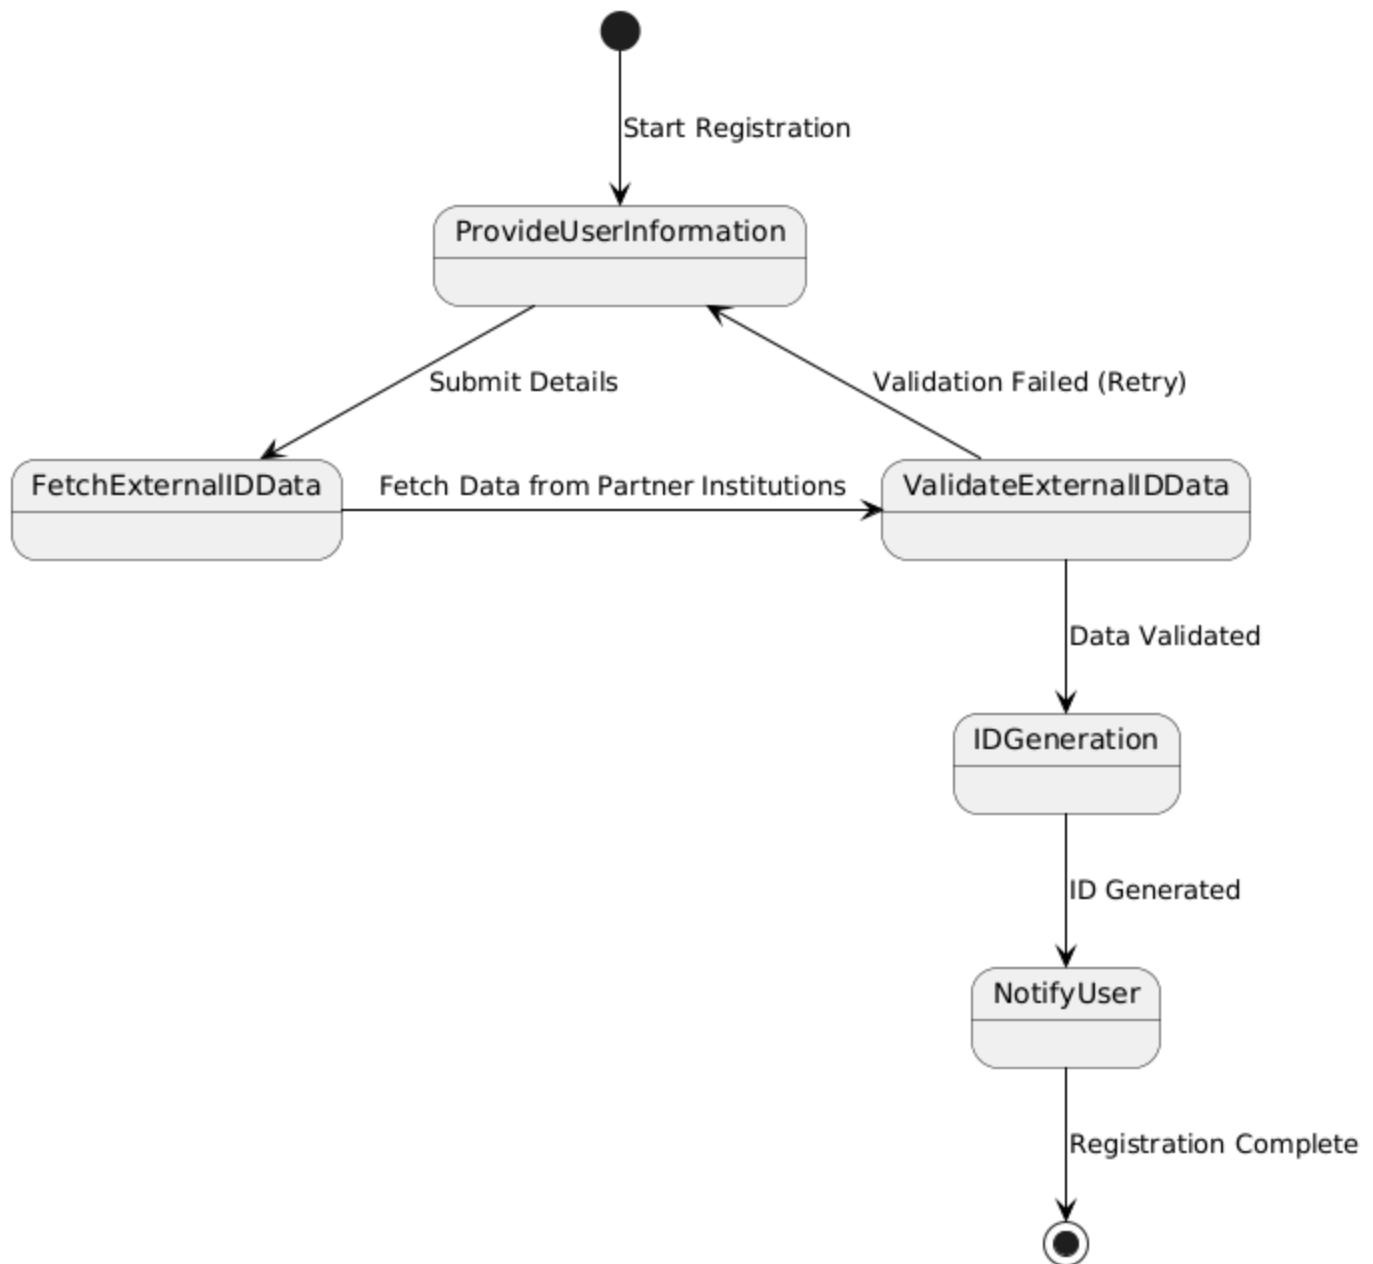 Start Registration
ProvideUserInformation
Submit Details
Validation Failed (Retry)
FetchExternalIDData
Fetch Data from Partner Institutions
ValidateExternalIDData
Data Validated
IDGeneration
ID Generated
NotifyUser
Registration Complete